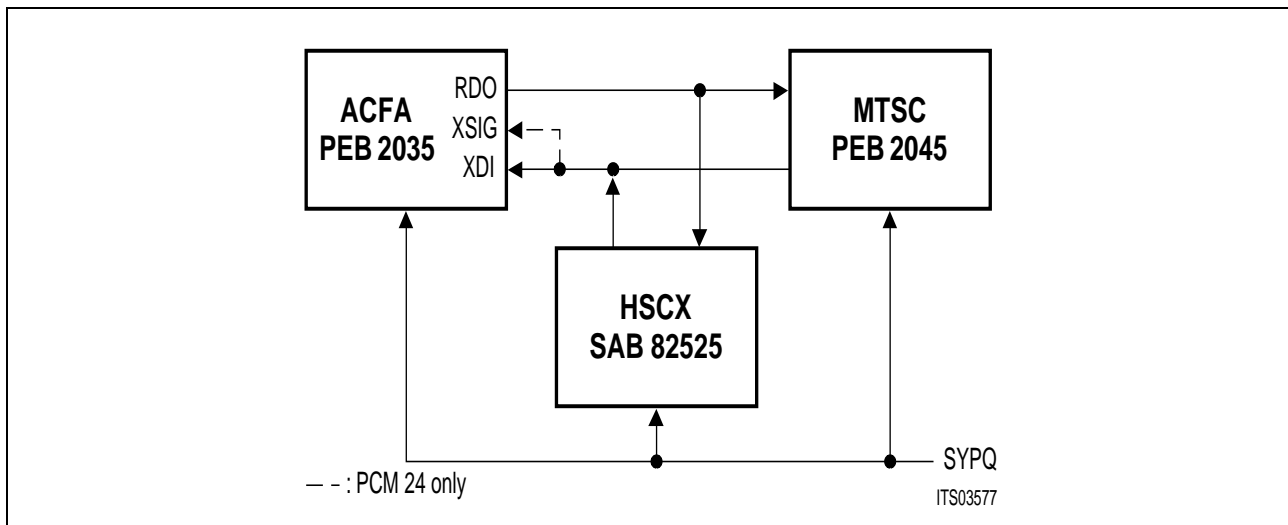 ACFA
PEB 2035
RDO
XSIG
XDI
MTSC
PEB 2045
HSCX
SAB 82525
SYPQ
— – : PCM 24 only
ITS03577